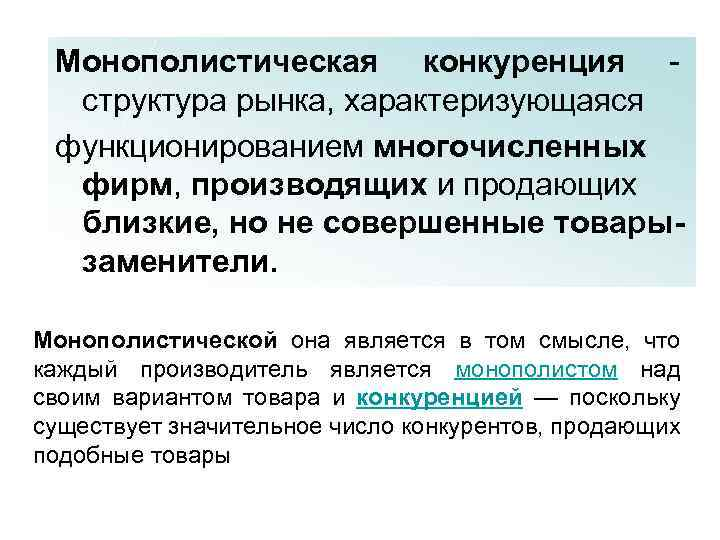 Монополистическая конкуренция -
структура рынка, характеризующаяся
функционированием многочисленных
фирм, производящих и продающих
близкие, но не совершенные товары-
заменители.
Монополистической она является в том смысле, что
каждый производитель является монополистом над
своим вариантом товара и конкуренцией — поскольку
существует значительное число конкурентов, продающих
подобные товары